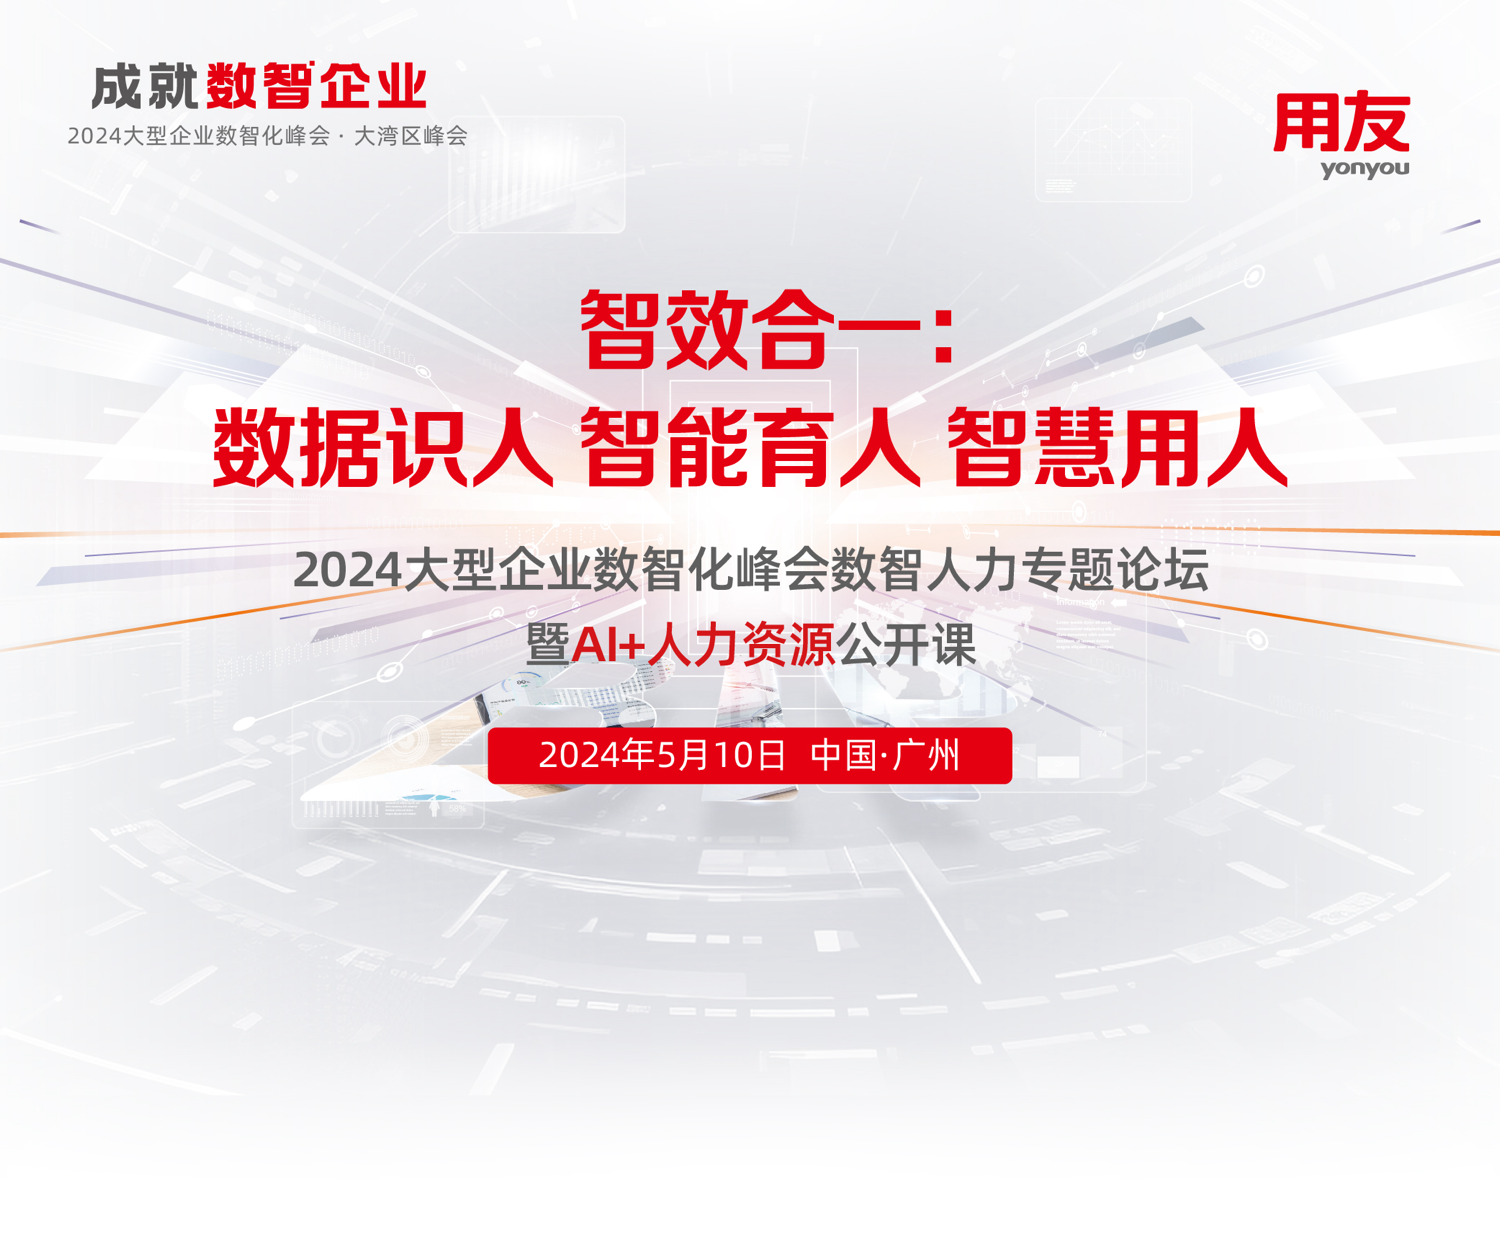 成就数智企业
2024大型企业数智化峰会·大湾区峰会
用友
yonyou
智效合一：
数据识人 智能育人 智慧用人
2024大型企业数智化峰会数智人力专题论坛
暨AI+人力资源公开课
2024年5月10日 中国·广州
Information